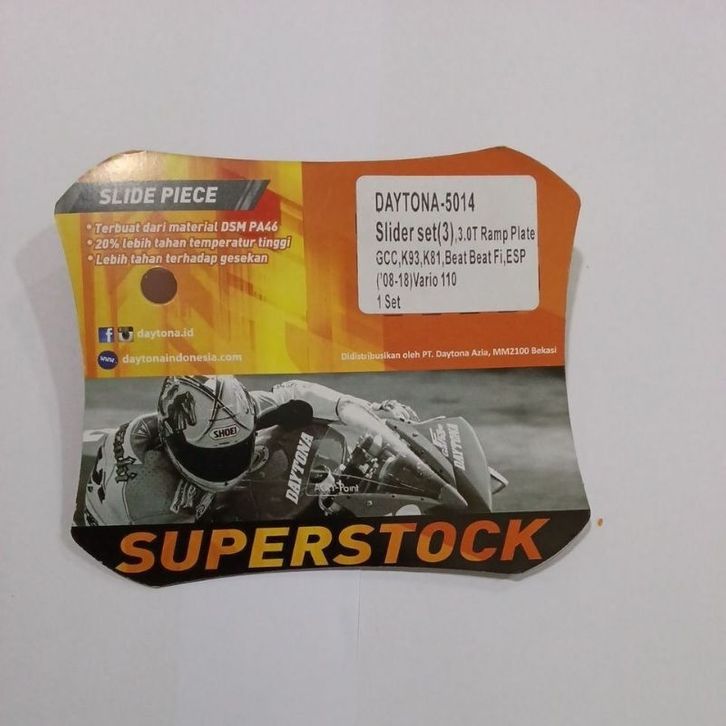 SLIDE PIECE
• Terbuat dari material DSM PA46
• 20% lebih tahan temperatur tinggi
• Lebih tahan terhadap gesekan
f daytona.id
www. daytonaindonesia.com
DAYTONA-5014
Slider set(3),3.0T Ramp Plate
GCC,K93,K81,Beat Beat Fi,ESP
('08-18)Vario 110
1 Set
Didistribusikan oleh PT. Daytona Azia, MM2100 Bekasi
SHOEI
DAYTONA
DAYTONA
SUPERSTOCK